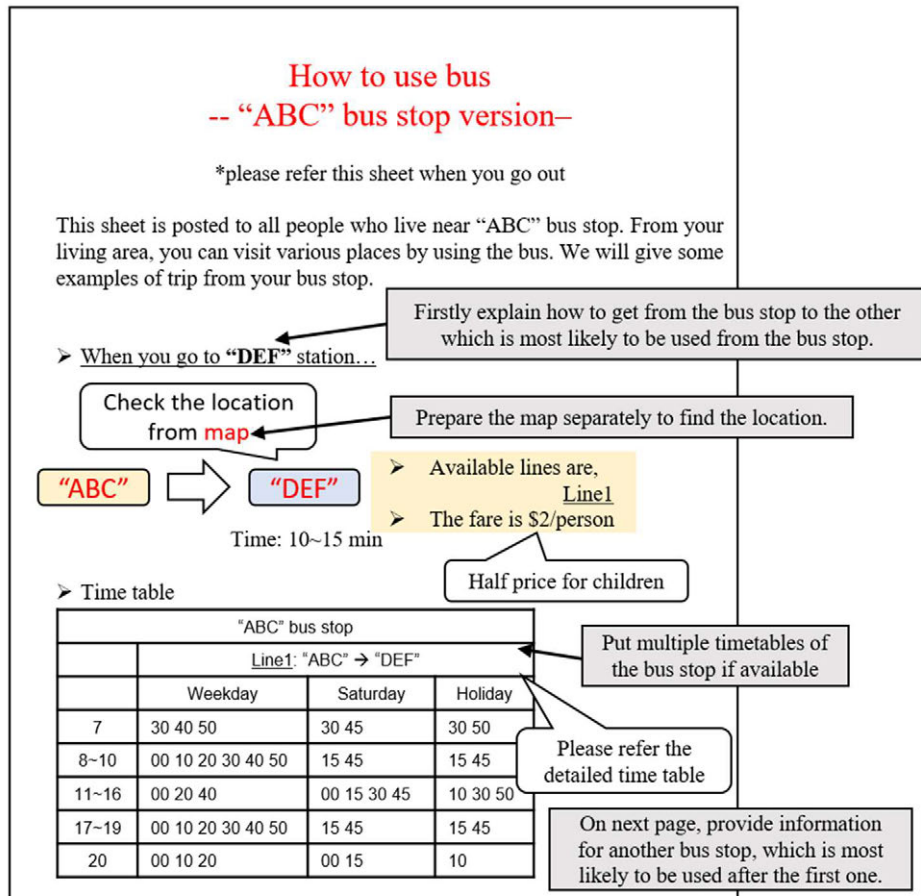 How to use bus
-- “ABC” bus stop version–
*please refer this sheet when you go out
This sheet is posted to all people who live near “ABC” bus stop. From your
living area, you can visit various places by using the bus. We will give some
examples of trip from your bus stop.
Firstly explain how to get from the bus stop to the other
which is most likely to be used from the bus stop.
➢ When you go to “DEF” station…
Check the location
from map
Prepare the map separately to find the location.
“ABC”
“DEF”
➢ Available lines are,
Line1
➢ The fare is $2/person
Time: 10~15 min
Half price for children
➢ Time table
“ABC” bus stop
Line1: “ABC” → “DEF”
Put multiple timetables of
the bus stop if available
Weekday Saturday Holiday
7 30 40 50 30 45 30 50
8~10 00 10 20 30 40 50 15 45 15 45
11~16 00 20 40 00 15 30 45 10 30 50
17~19 00 10 20 30 40 50 15 45 15 45
20 00 10 20 00 15 10
Please refer the
detailed time table
On next page, provide information
for another bus stop, which is most
likely to be used after the first one.